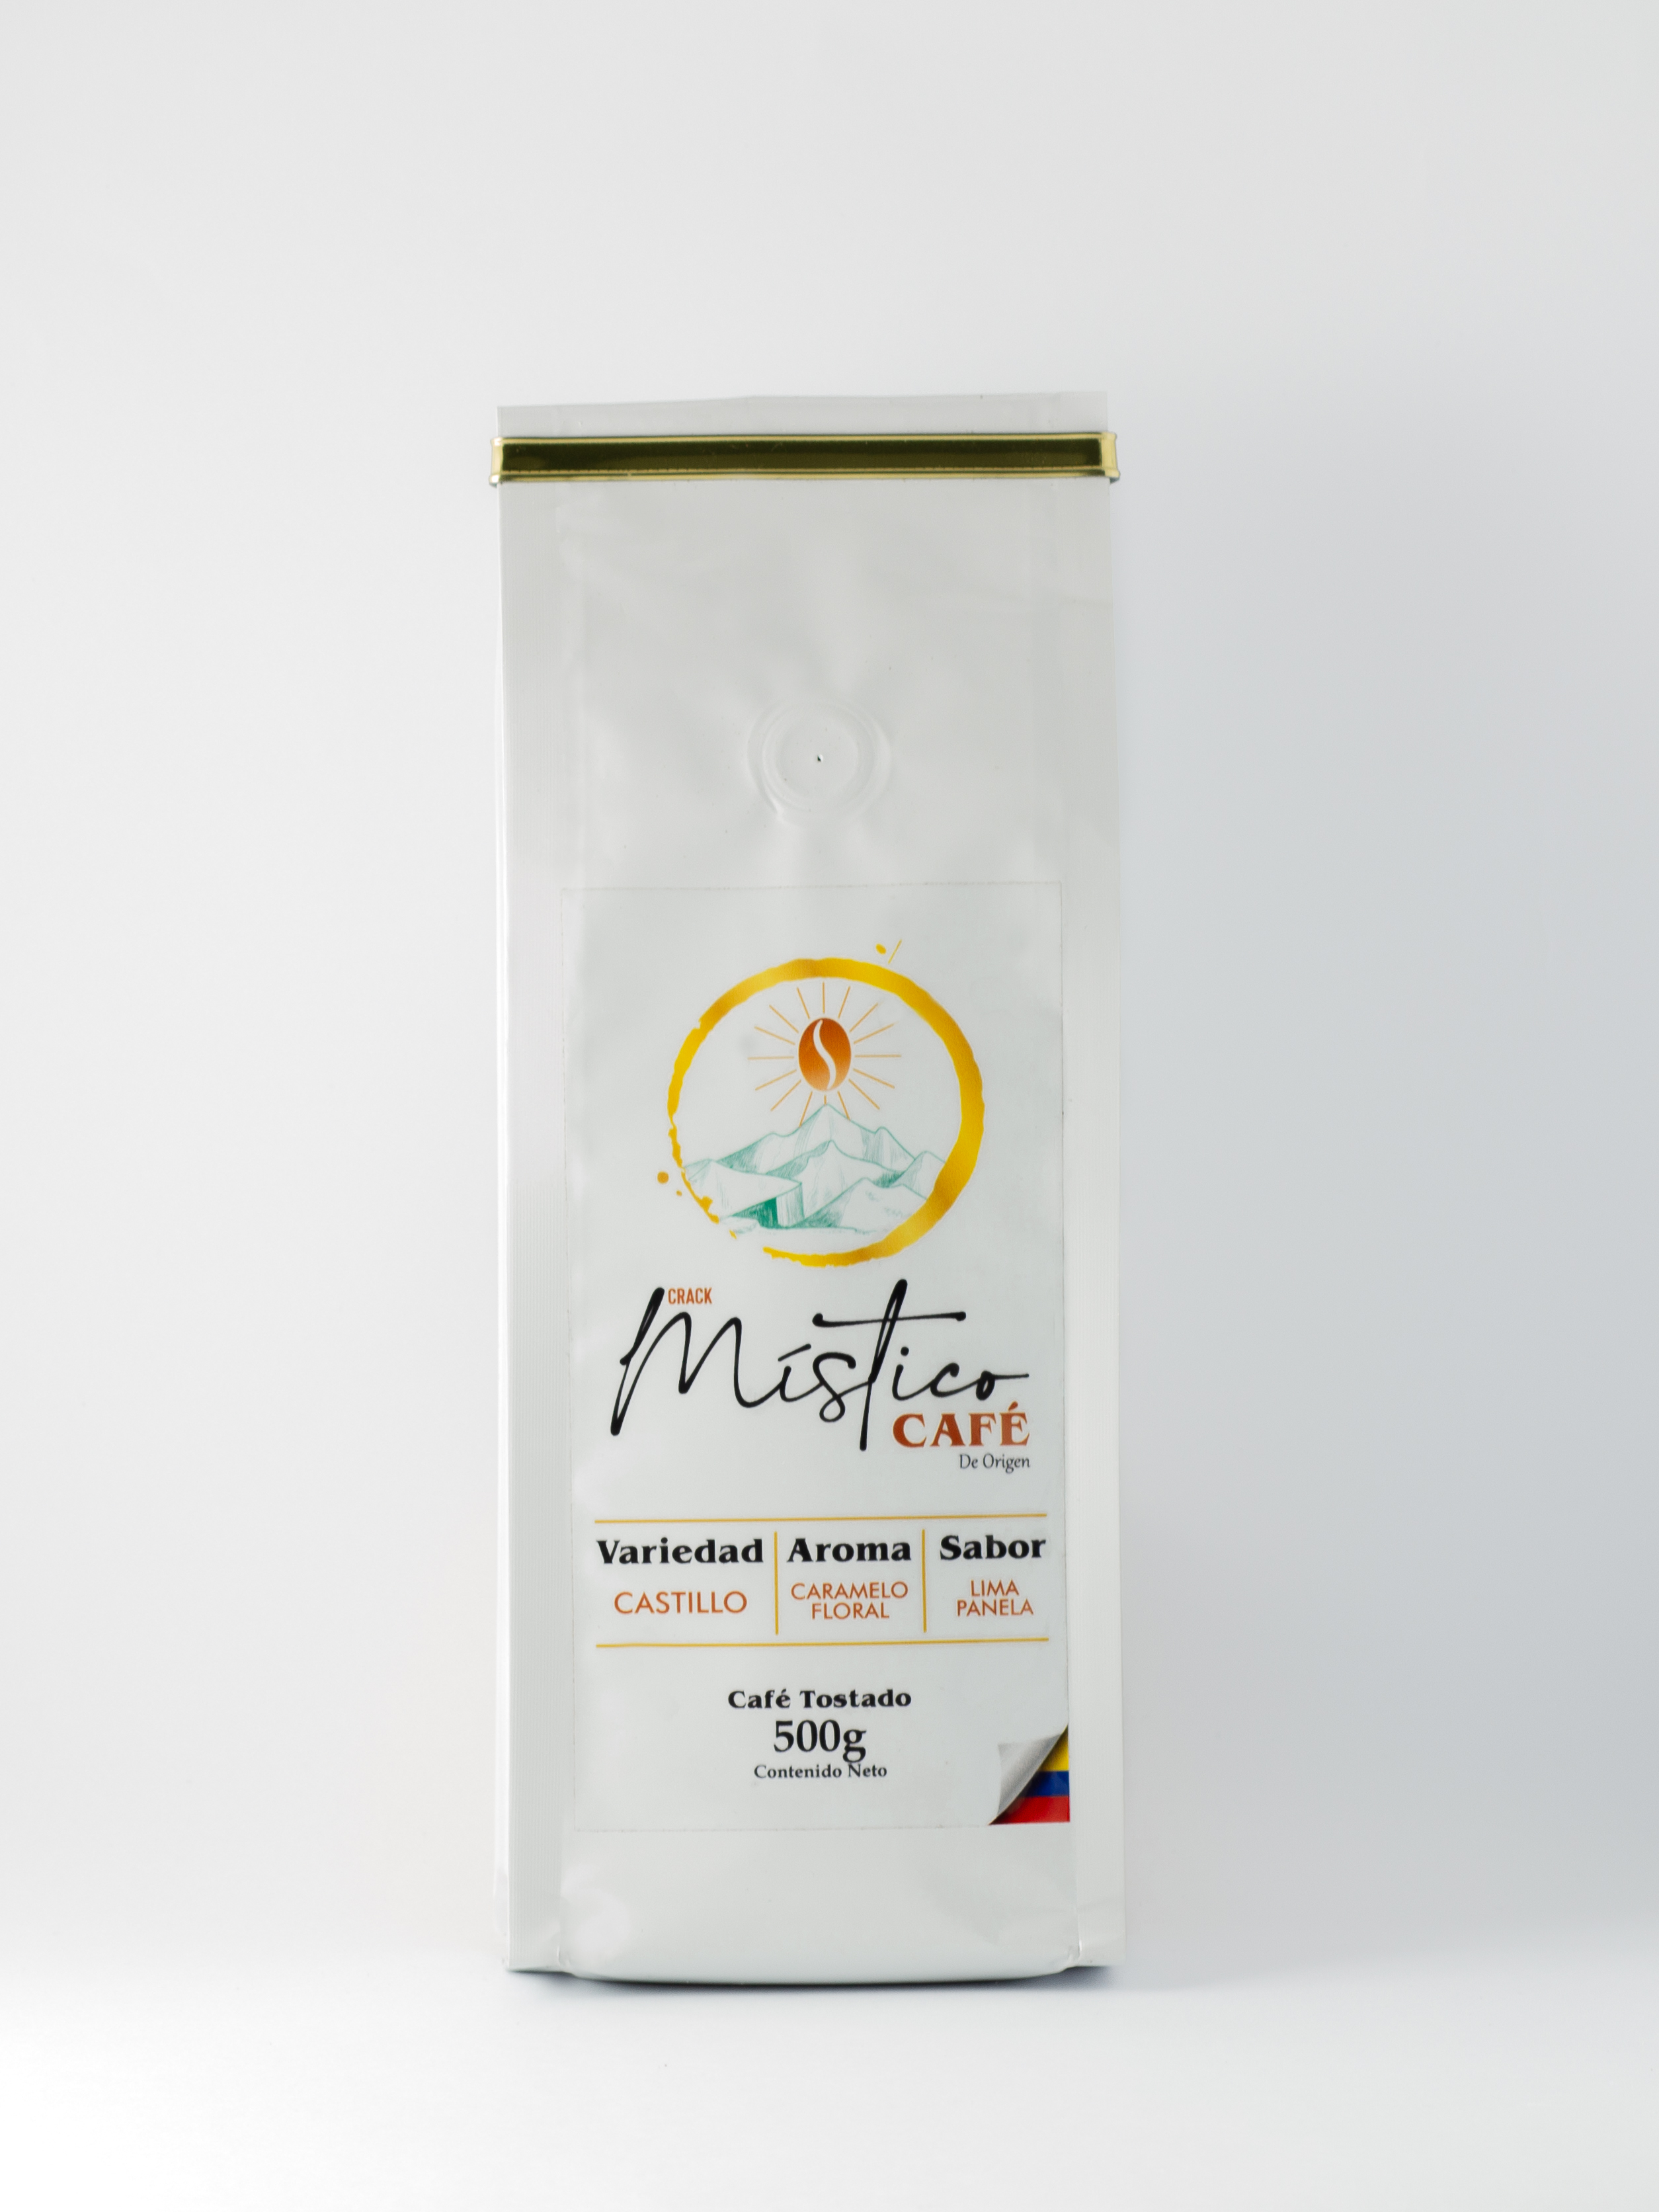 CRACK
Místico
CAFÉ
De Origen
Variedad
CASTILLO
Aroma
CARAMELO
FLORAL
Sabor
LIMA
PANELA
Café Tostado
500g
Contenido Neto